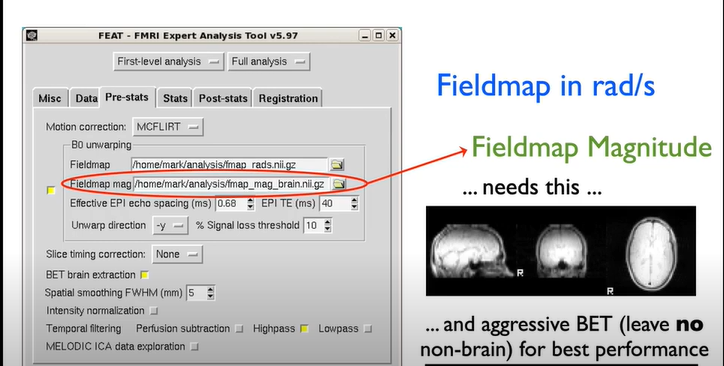 FEAT - FMRI Expert Analysis Tool v5.97
First-level analysis Full analysis
Misc Data Pre-stats Stats Post-stats Registration
Motion correction: MCFLIRT
B0 unwarping
Fieldmap /home/mark/analysis/fmap_rads.nii.gz
Fieldmap mag /home/mark/analysis/fmap_mag_brain.nii.gz
Effective EPI echo spacing (ms) 0.68 EPI TE (ms) 40
Unwarp direction -y % Signal loss threshold 10
Slice timing correction: None
BET brain extraction
Spatial smoothing FWHM (mm) 5
Intensity normalization
Temporal filtering Perfusion subtraction Highpass Lowpass
MELODIC ICA data exploration
Fieldmap in rad/s
Fieldmap Magnitude
... needs this ...
R
R
... and aggressive BET (leave no
non-brain) for best performance